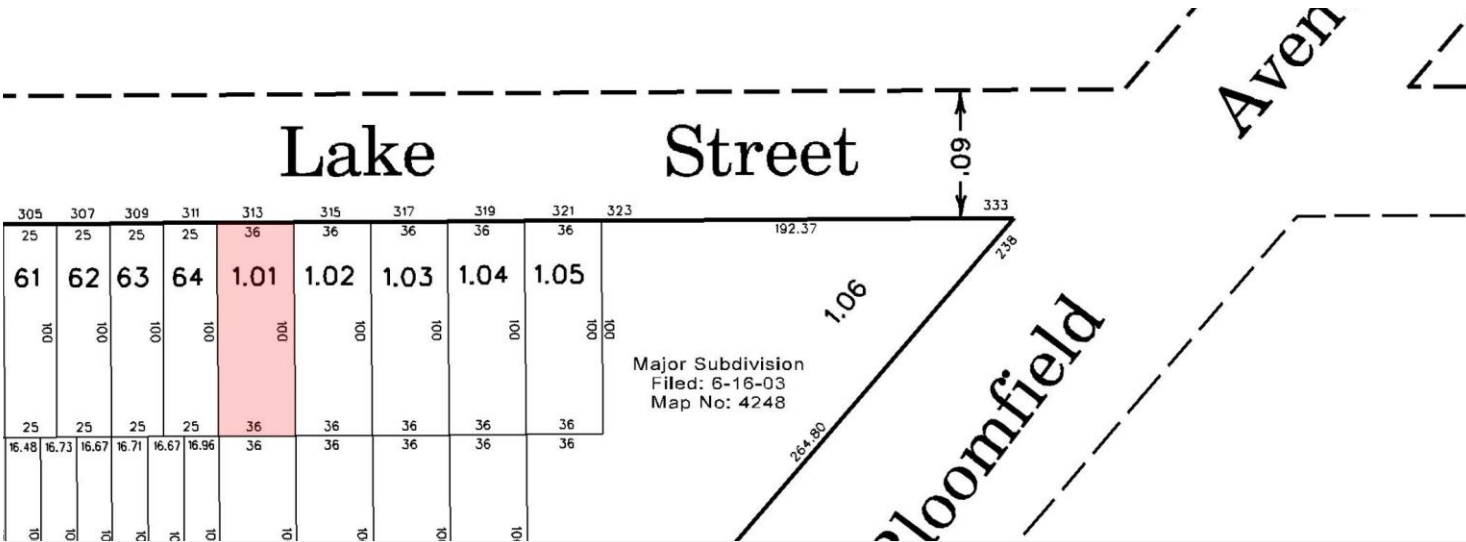 Aven
Lake Street
60'
305 307 309 311 313 315 317 319 321 323 333
25 25 25 25 36 36 36 36 36 192.37
238
61 62 63 64 1.01 1.02 1.03 1.04 1.05
1.06
100 100 100 100 100 100 100 100 100 100
Major Subdivision
Filed: 6-16-03
Map No: 4248
264.80
Bloomfield
25 25 25 25 36 36 36 36 36
16.48 16.73 16.67 16.71 16.67 16.96 36 36 36 36 36